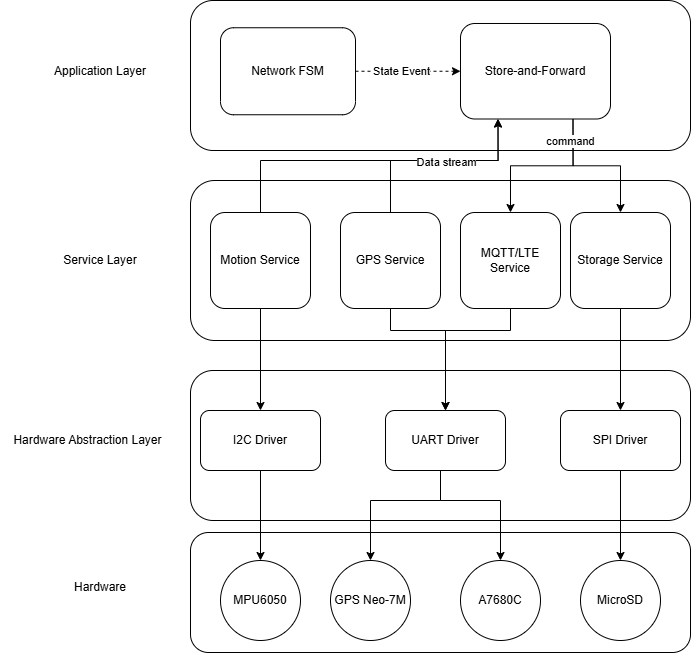 Application Layer
Network FSM
State Event
Store-and-Forward
command
Data stream
Service Layer
Motion Service
GPS Service
MQTT/LTE
Service
Storage Service
Hardware Abstraction Layer
I2C Driver
UART Driver
SPI Driver
Hardware
MPU6050
GPS Neo-7M
A7680C
MicroSD